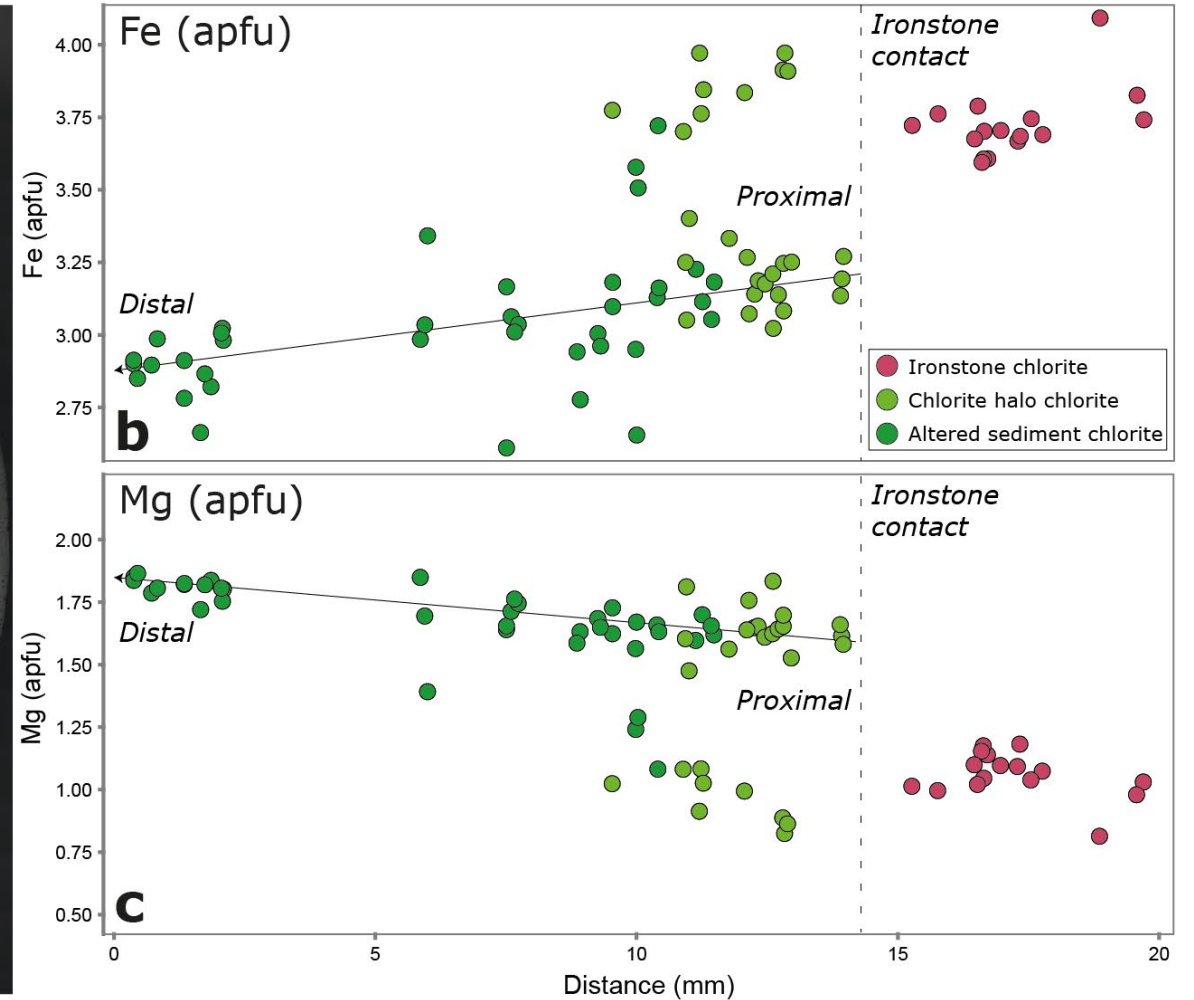 Fe (apfu)
Ironstone
contact
4.00
3.75
3.50
3.25
3.00
2.75
Fe (apfu)
Proximal
Distal
Ironstone chlorite
Chlorite halo chlorite
Altered sediment chlorite
b
Mg (apfu)
Ironstone
contact
2.00
1.75
1.50
1.25
1.00
0.75
0.50
Mg (apfu)
Distal
Proximal
c
0
5
10
15
20
Distance (mm)